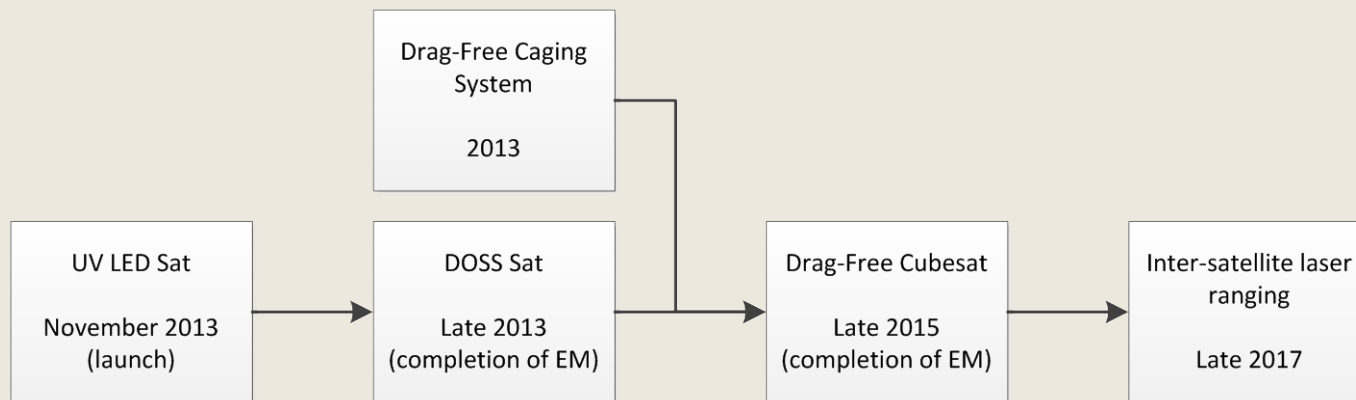 Drag-Free Caging
System
2013
UV LED Sat
November 2013
(launch)
DOSS Sat
Late 2013
(completion of EM)
Drag-Free Cubesat
Late 2015
(completion of EM)
Inter-satellite laser
ranging
Late 2017